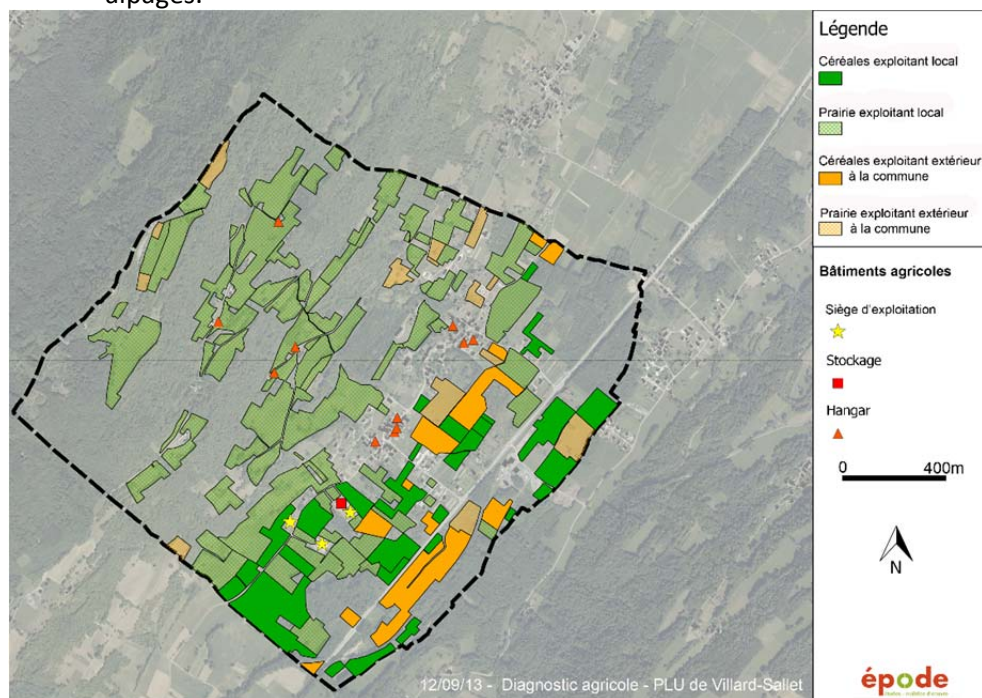 alpages.
Légende
Céréales exploitant local
Prairie exploitant local
Céréales exploitant extérieur
à la commune
Prairie exploitant extérieur
à la commune
Bâtiments agricoles
Siège d'exploitation
Stockage
Hangar
0 400m
N
12/09/13 - Diagnostic agricole - PLU de Villard-Sallet
épode